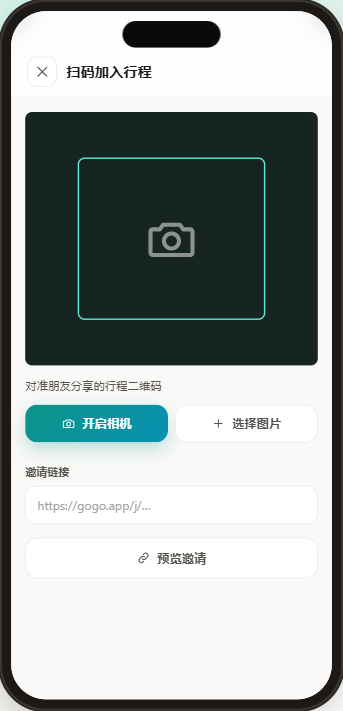 扫码加入行程
对准朋友分享的行程二维码
开启相机
选择图片
邀请链接
https://gogo.app/j/...
预览邀请